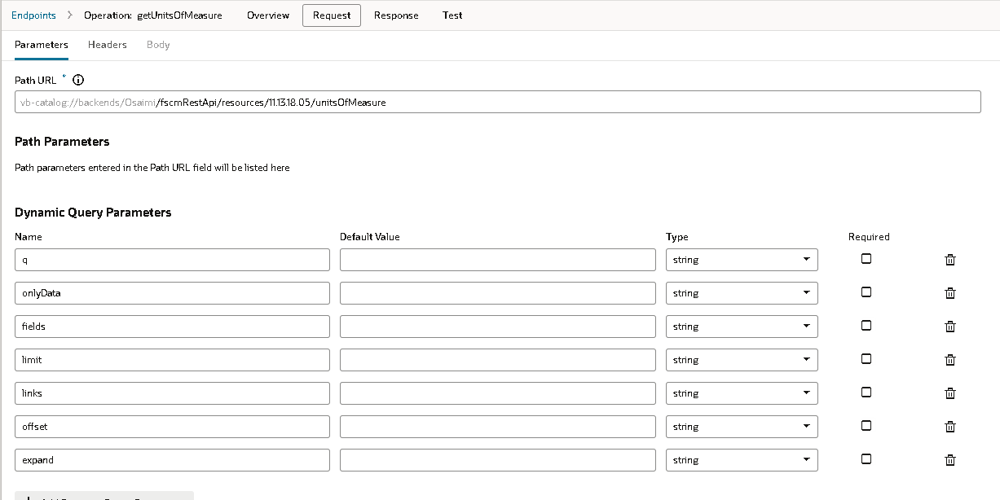 Endpoints > Operation: getUnitsOfMeasure Overview Request Response Test
Parameters Headers Body
Path URL *
vb-catalog://backends/Osaimi/fscmRestApi/resources/11.13.18.05/unitsOfMeasure
Path Parameters
Path parameters entered in the Path URL field will be listed here
Dynamic Query Parameters
Name Default Value Type Required
q string
onlyData string
fields string
limit string
links string
offset string
expand string